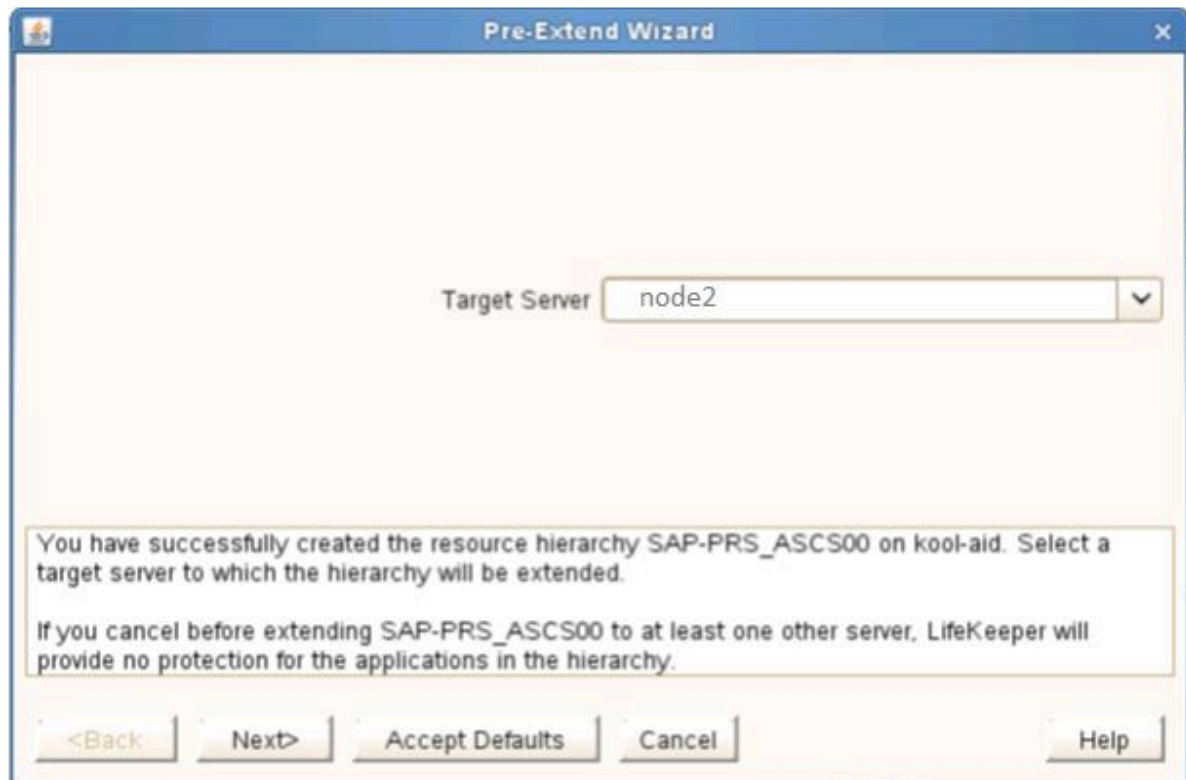 Pre-Extend Wizard
Target Server node2
You have successfully created the resource hierarchy SAP-PRS_ASCS00 on kool-aid. Select a
target server to which the hierarchy will be extended.
If you cancel before extending SAP-PRS_ASCS00 to at least one other server, LifeKeeper will
provide no protection for the applications in the hierarchy.
<Back Next> Accept Defaults Cancel Help